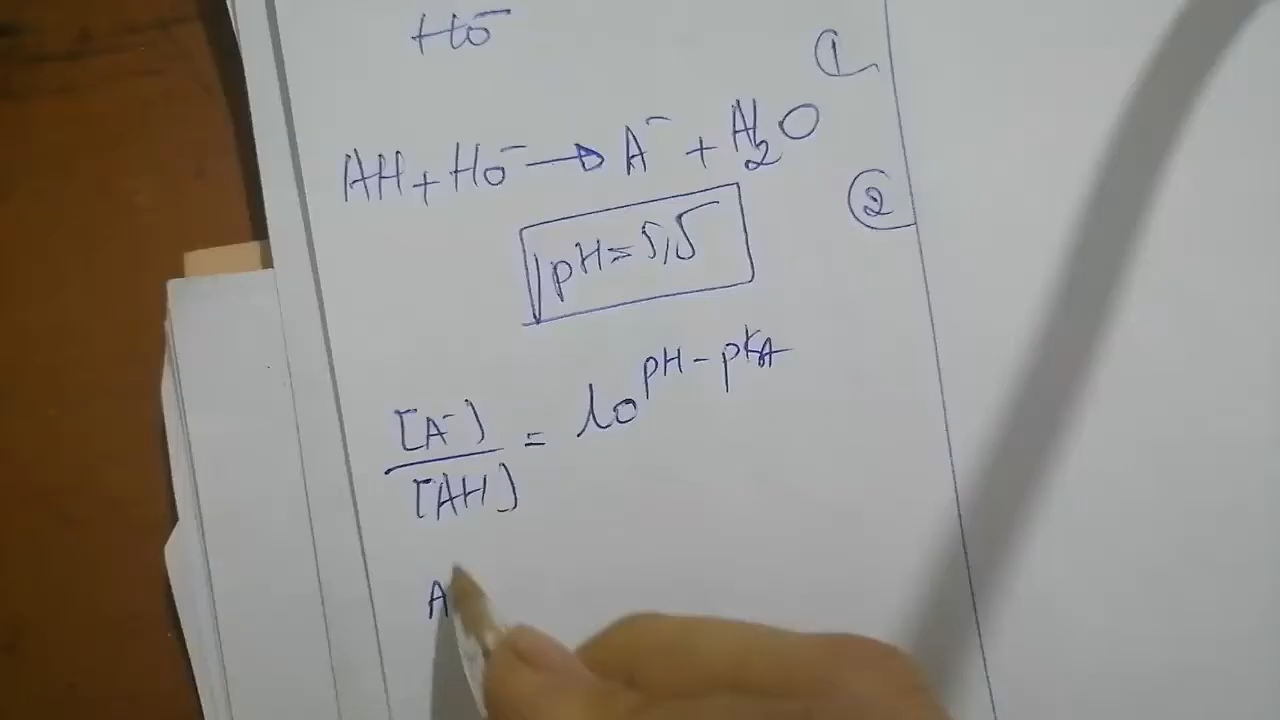 HO⁻
①
AH + HO⁻ → A⁻ + H₂O
②
pH = 5,5
[A⁻] / [AH] = 10^(pH - pKA)
A